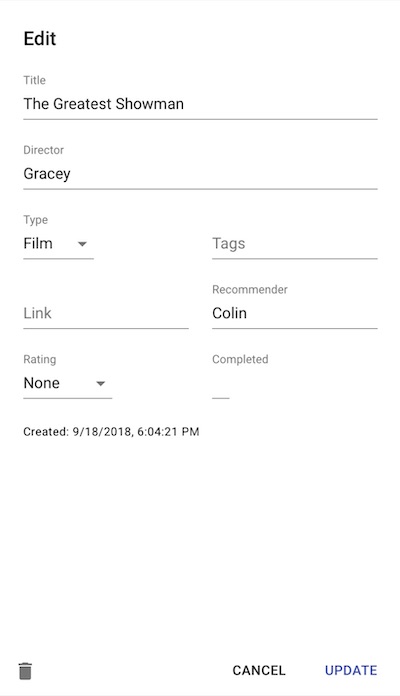 Edit
Title
The Greatest Showman
Director
Gracey
Type
Film
Tags
Link
Recommender
Colin
Rating
None
Completed
Created: 9/18/2018, 6:04:21 PM
CANCEL
UPDATE